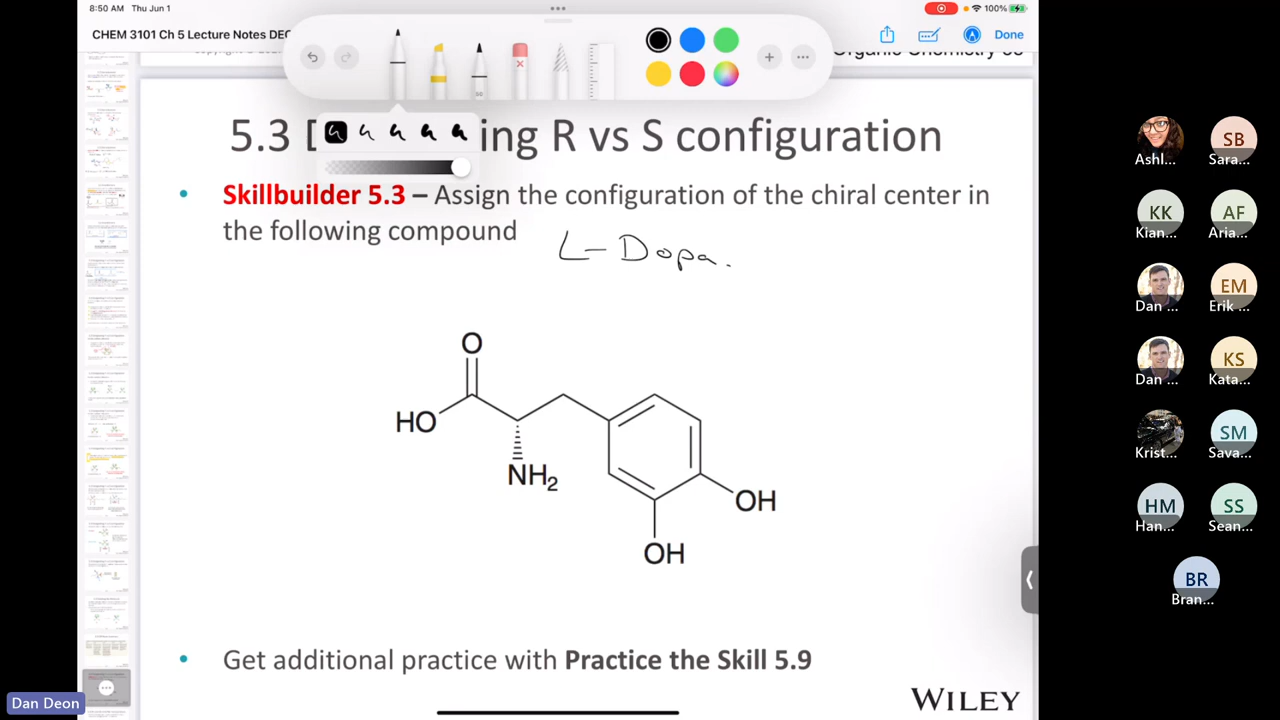 8:50 AM Thu Jun 1
100%
CHEM 3101 Ch 5 Lecture Notes DEC
Done
Organic Chemistry
5.3
ing R vs S configuration
Skillbuilder 5.3 – Assign the configuration of the chiral center in
the following compound
L-Dopa.
O
HO
NH2
OH
OH
Get additional practice with Practice the Skill 5.9
WILEY
Dan Deon
Ashl...
SB
Sara...
KK
Kian...
AF
Aria...
Dan ...
EM
Erik ...
Dan ...
KS
Kata...
Krist...
SM
Sava...
HM
Han...
SS
Sean...
BR
Bran...